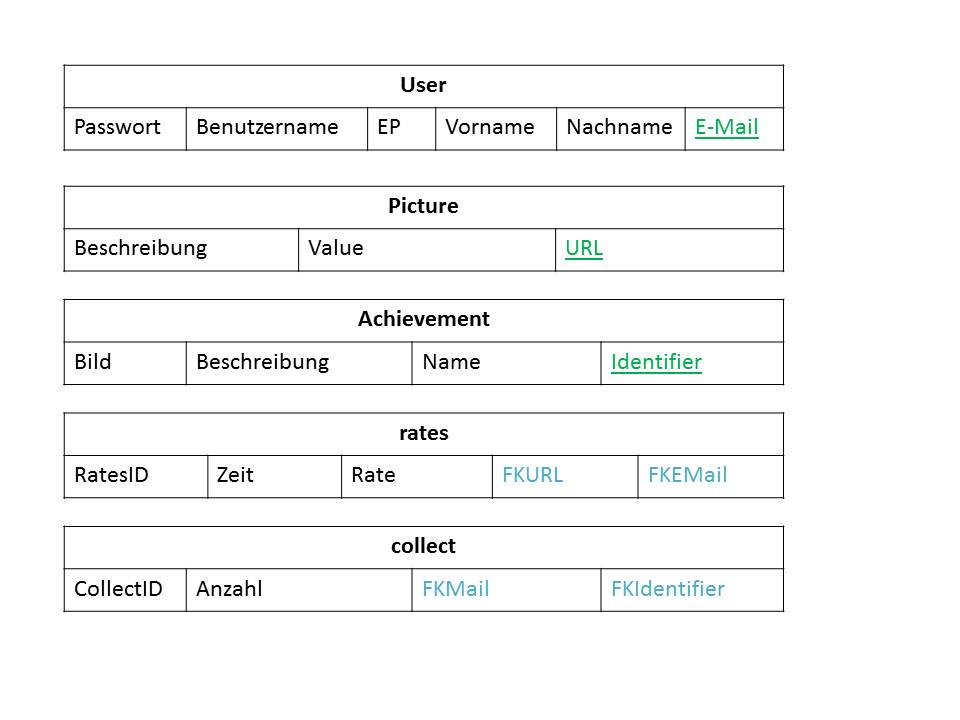 User
Passwort Benutzername EP Vorname Nachname E-Mail
Picture
Beschreibung Value URL
Achievement
Bild Beschreibung Name Identifier
rates
RatesID Zeit Rate FKURL FKEMail
collect
CollectID Anzahl FKMail FKIdentifier